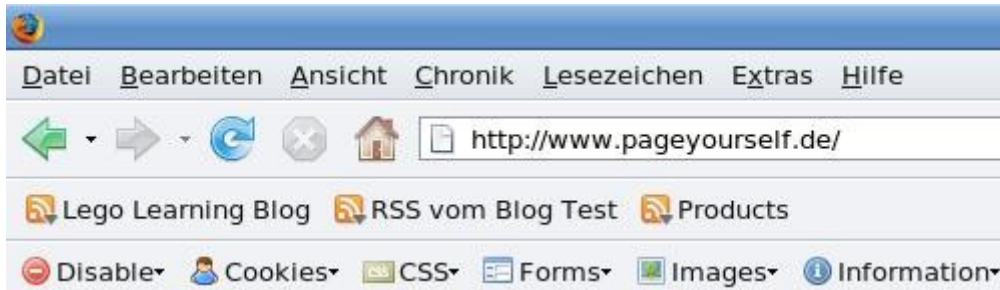 Datei Bearbeiten Ansicht Chronik Lesezeichen Extras Hilfe
http://www.pageyourself.de/
Lego Learning Blog RSS vom Blog Test Products
Disable Cookies CSS Forms Images Information